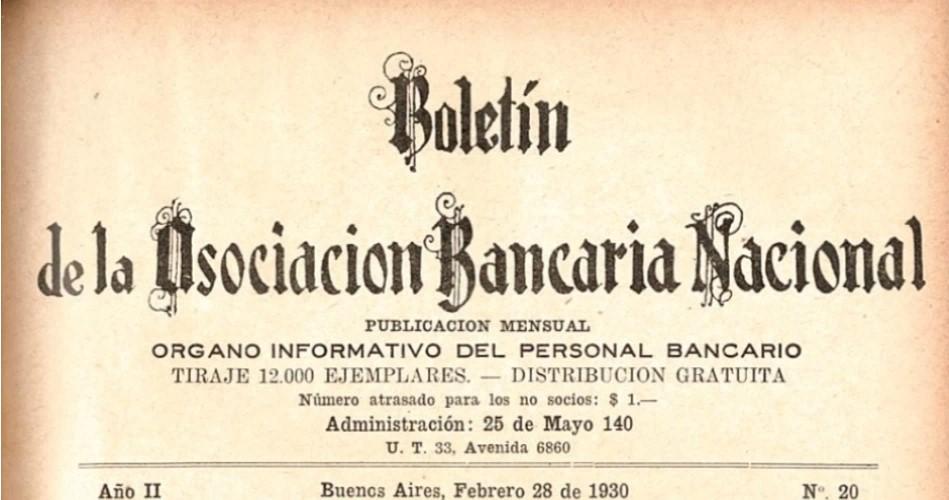 Boletín
de la Asociacion Bancaria Nacional
PUBLICACION MENSUAL
ORGANO INFORMATIVO DEL PERSONAL BANCARIO
TIRAJE 12.000 EJEMPLARES. — DISTRIBUCION GRATUITA
Número atrasado para los no socios: $ 1.—
Administración: 25 de Mayo 140
U. T. 33, Avenida 6860
Año II Buenos Aires, Febrero 28 de 1930 Nº. 20